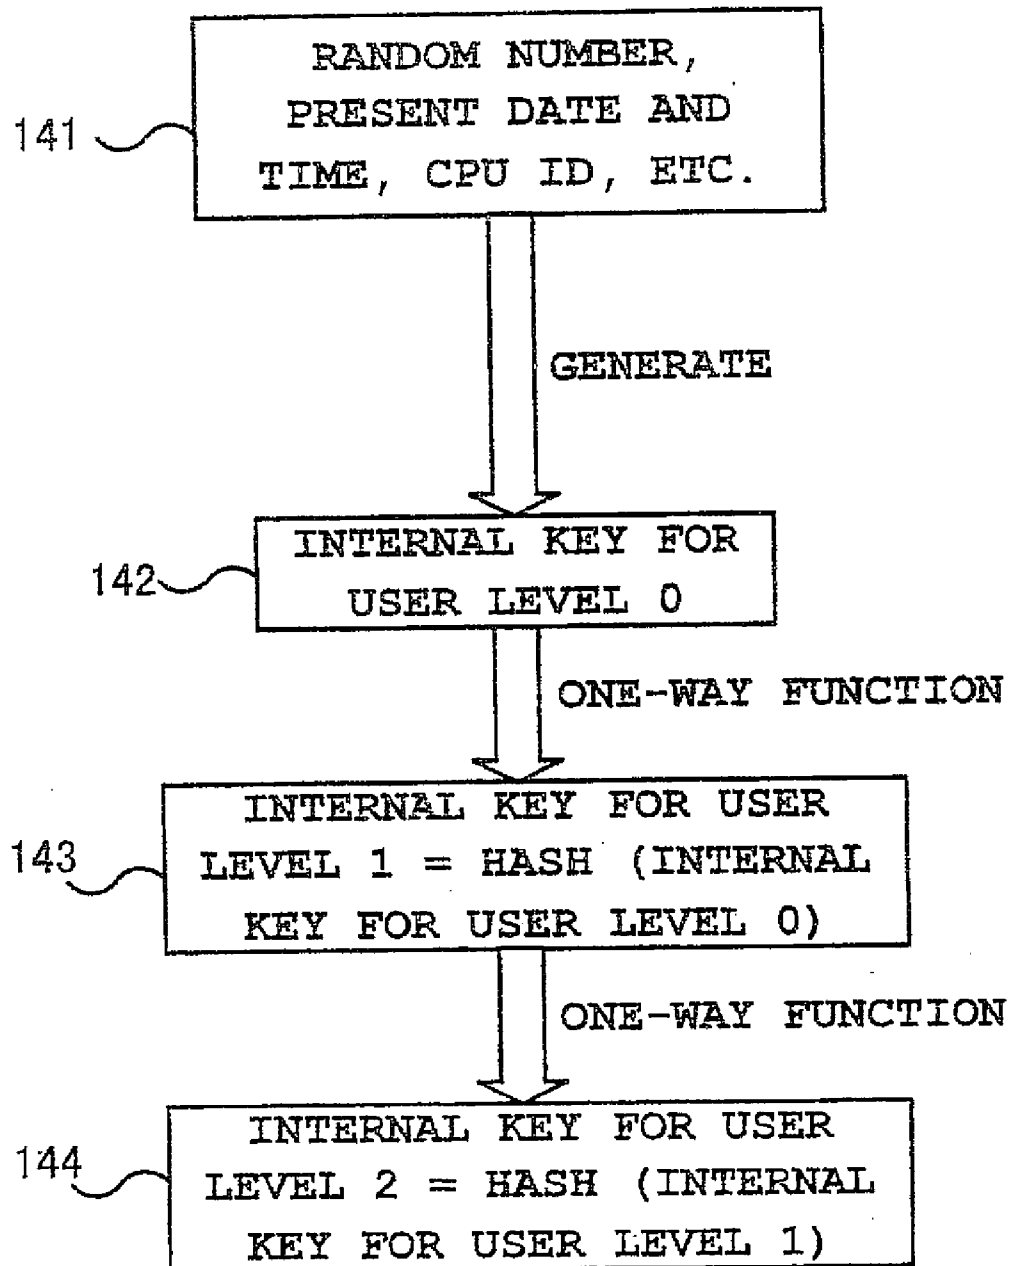 RANDOM NUMBER,
PRESENT DATE AND
TIME, CPU ID, ETC.
141
GENERATE
INTERNAL KEY FOR
USER LEVEL 0
142
ONE-WAY FUNCTION
INTERNAL KEY FOR USER
LEVEL 1 = HASH (INTERNAL
KEY FOR USER LEVEL 0)
143
ONE-WAY FUNCTION
INTERNAL KEY FOR USER
LEVEL 2 = HASH (INTERNAL
KEY FOR USER LEVEL 1)
144